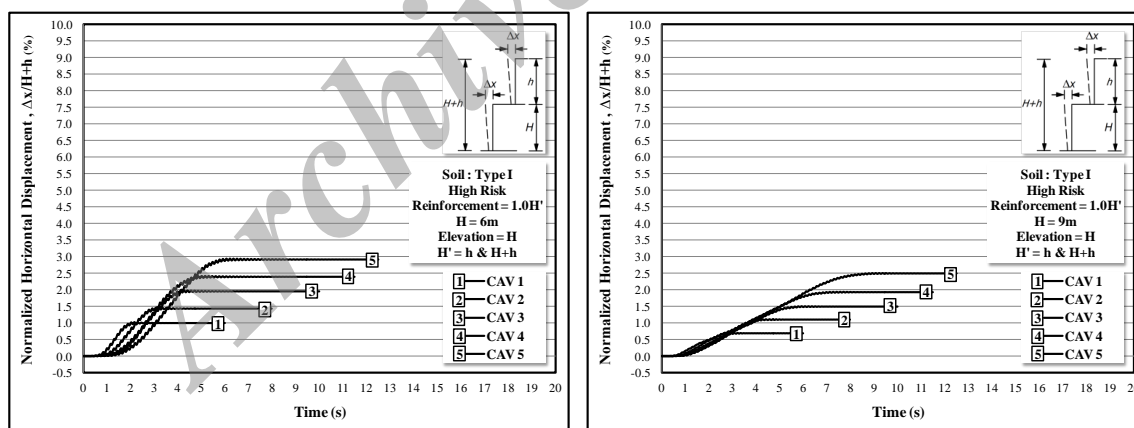 Normalized Horizontal Displacement , Δx/H+h (%)
10.0
9.5
9.0
8.5
8.0
7.5
7.0
6.5
6.0
5.5
5.0
4.5
4.0
3.5
3.0
2.5
2.0
1.5
1.0
0.5
0.0
-0.5
0 1 2 3 4 5 6 7 8 9 10 11 12 13 14 15 16 17 18 19 20
Time (s)
Δx
Δx
H+h
h
H
Soil : Type I
High Risk
Reinforcement = 1.0H'
H = 6m
Elevation = H
H' = h & H+h
1 CAV 1
2 CAV 2
3 CAV 3
4 CAV 4
5 CAV 5
5
4
3
2
1
Normalized Horizontal Displacement , Δx/H+h (%)
10.0
9.5
9.0
8.5
8.0
7.5
7.0
6.5
6.0
5.5
5.0
4.5
4.0
3.5
3.0
2.5
2.0
1.5
1.0
0.5
0.0
-0.5
0 1 2 3 4 5 6 7 8 9 10 11 12 13 14 15 16 17 18 19 20
Time (s)
Δx
Δx
H+h
h
H
Soil : Type I
High Risk
Reinforcement = 1.0H'
H = 9m
Elevation = H
H' = h & H+h
1 CAV 1
2 CAV 2
3 CAV 3
4 CAV 4
5 CAV 5
5
4
3
2
1
Archive